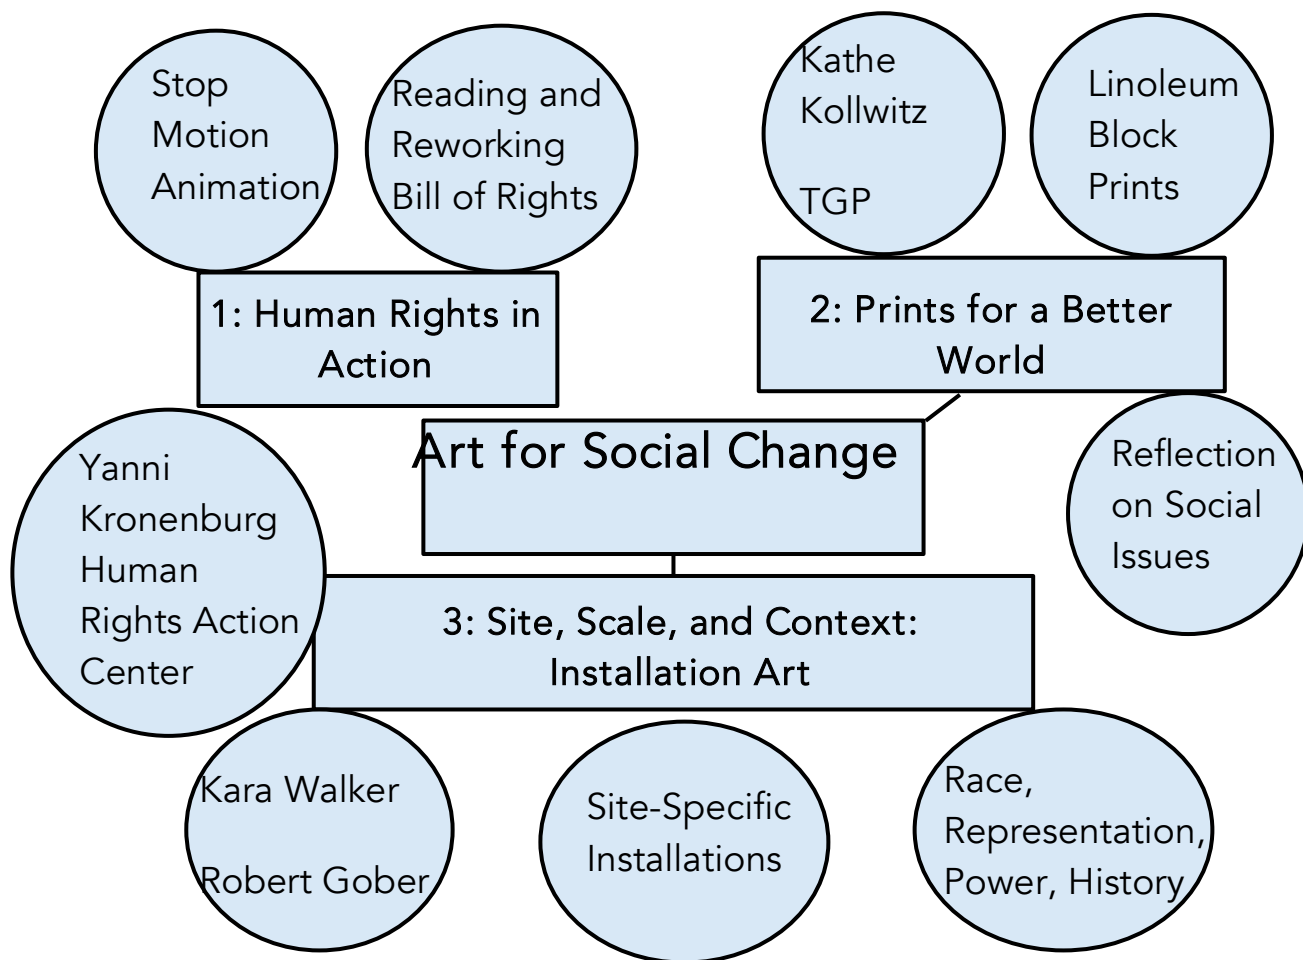 Stop
Motion
Animation
Reading and
Reworking
Bill of Rights
Kathe
Kollwitz
TGP
Linoleum
Block
Prints
1: Human Rights in
Action
2: Prints for a Better
World
Art for Social Change
Yanni
Kronenburg
Human
Rights Action
Center
Reflection
on Social
Issues
3: Site, Scale, and Context:
Installation Art
Kara Walker
Robert Gober
Site-Specific
Installations
Race,
Representation,
Power, History